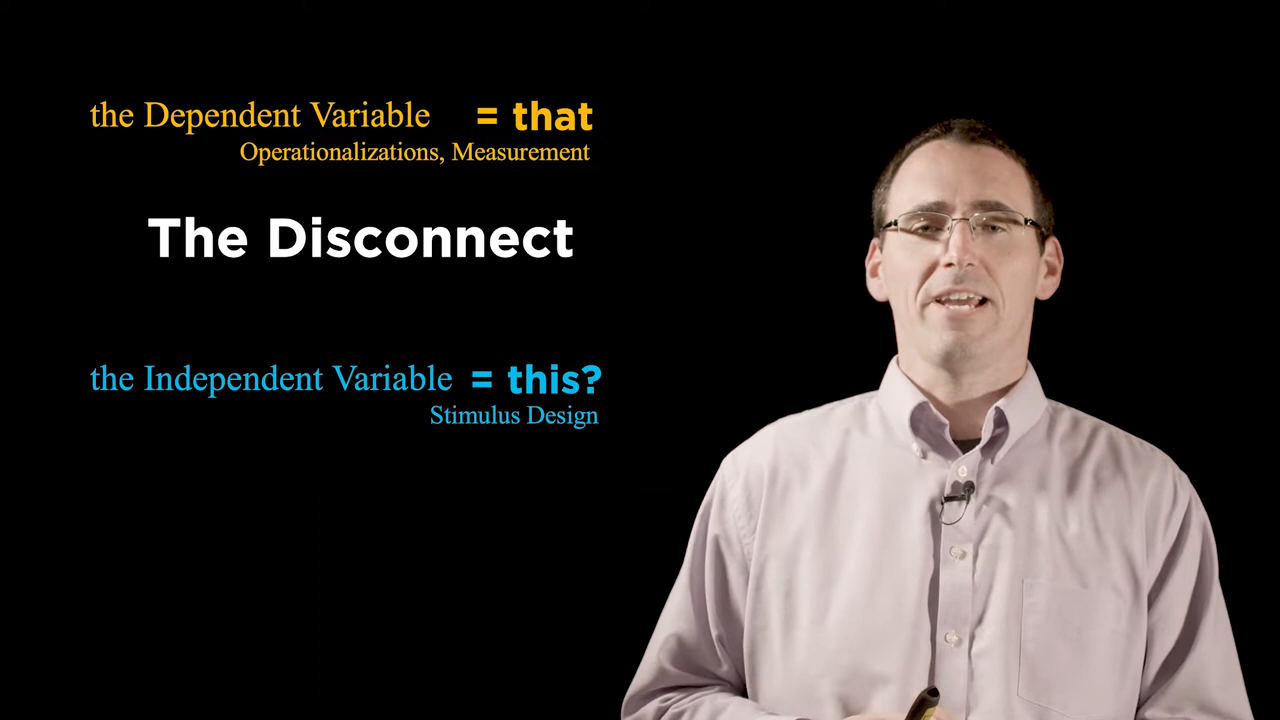 the Dependent Variable = that
Operationalizations, Measurement
The Disconnect
the Independent Variable = this?
Stimulus Design